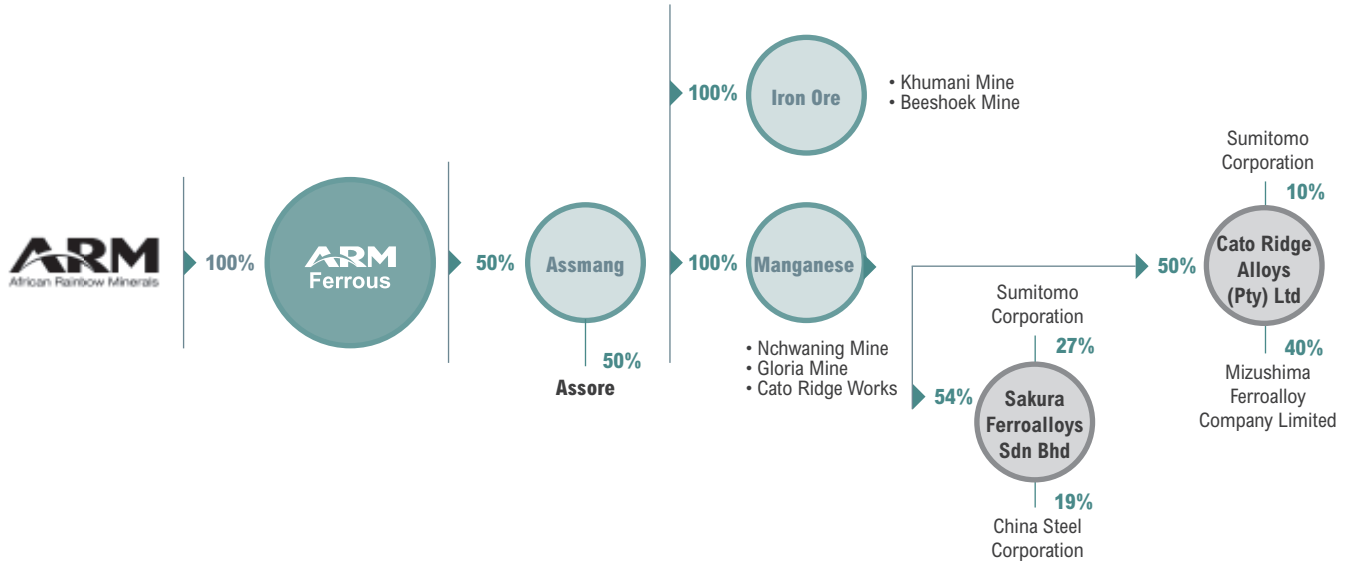 ARM
African Rainbow Minerals
100%
ARM
Ferrous
50%
Assmang
50%
Assore
100%
Iron Ore
• Khumani Mine
• Beeshoek Mine
100%
Manganese
• Nchwaning Mine
• Gloria Mine
• Cato Ridge Works
54%
Sumitomo
Corporation
27%
Sakura
Ferroalloys
Sdn Bhd
19%
China Steel
Corporation
50%
Sumitomo
Corporation
10%
Cato Ridge
Alloys
(Pty) Ltd
40%
Mizushima
Ferroalloy
Company Limited